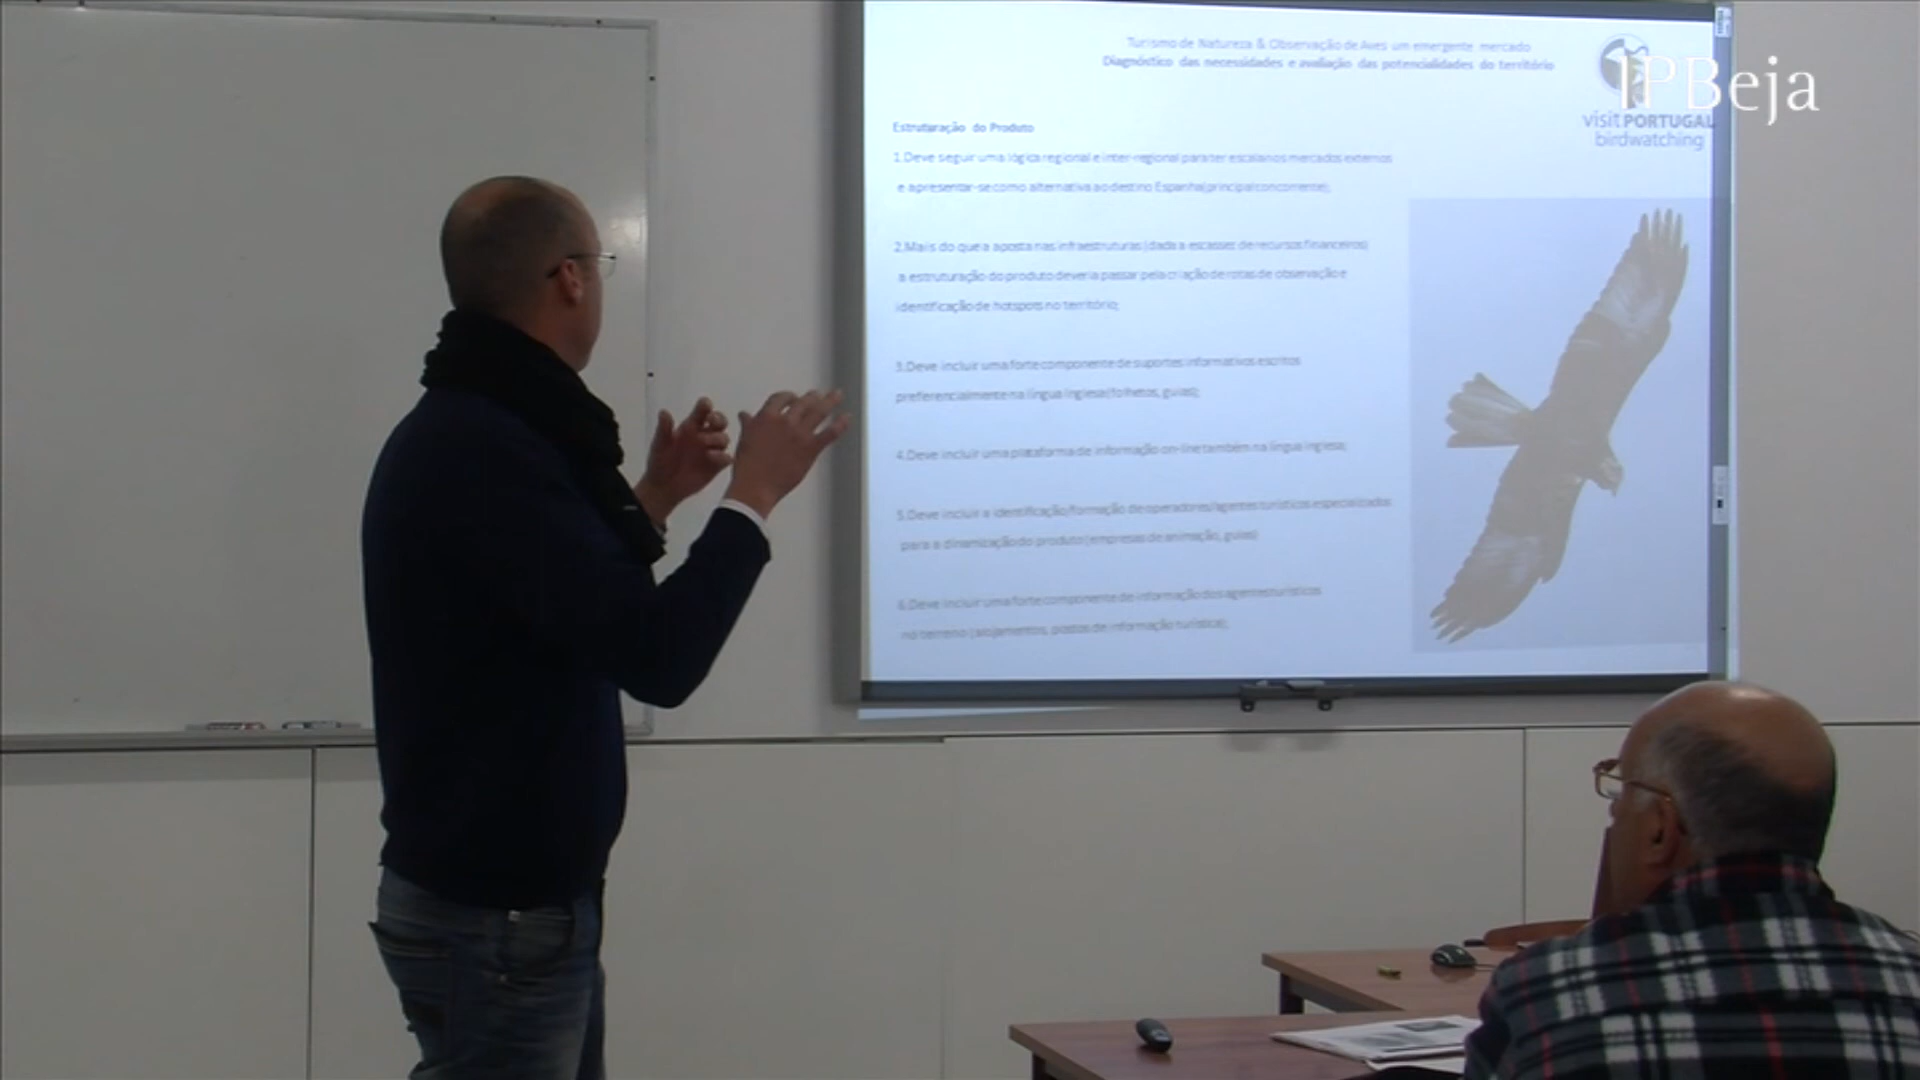 Turismo de Natureza & Observação de Aves um emergente mercado
Diagnóstico das necessidades e avaliação das potencialidades do território
IPBeja
visitPORTUGAL
birdwatching
Estruturação do Produto
1.Deve seguir uma lógica regional e inter-regional para ter escala nos mercados externos
e apresentar-se como alternativa ao destino Espanha(principal concorrente);
2.Mais do que a aposta nas infraestruturas (dada a escasses de recursos financeiros)
a estruturação do produto deveria passar pela criação de rotas de observação e
identificação de hotspots no território;
3.Deve incluir uma forte componente de suportes informativos escritos
preferencialmente na língua inglesa(folhetos, guias);
4.Deve incluir uma plataforma de informação on-line também na língua inglesa;
5.Deve incluir a identificação/formação de operadores/agentes turísticos especializados
para a dinamização do produto (empresas de animação, guias)
6.Deve incluir uma forte componente de informação dos agentes turísticos
no terreno (alojamentos, postos de informação turística);